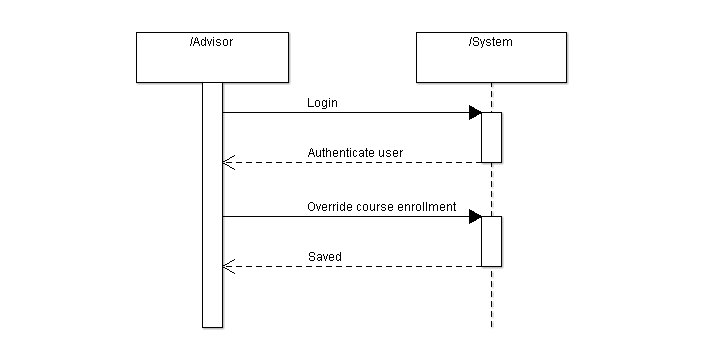 /Advisor
/System
Login
Authenticate user
Override course enrollment
Saved